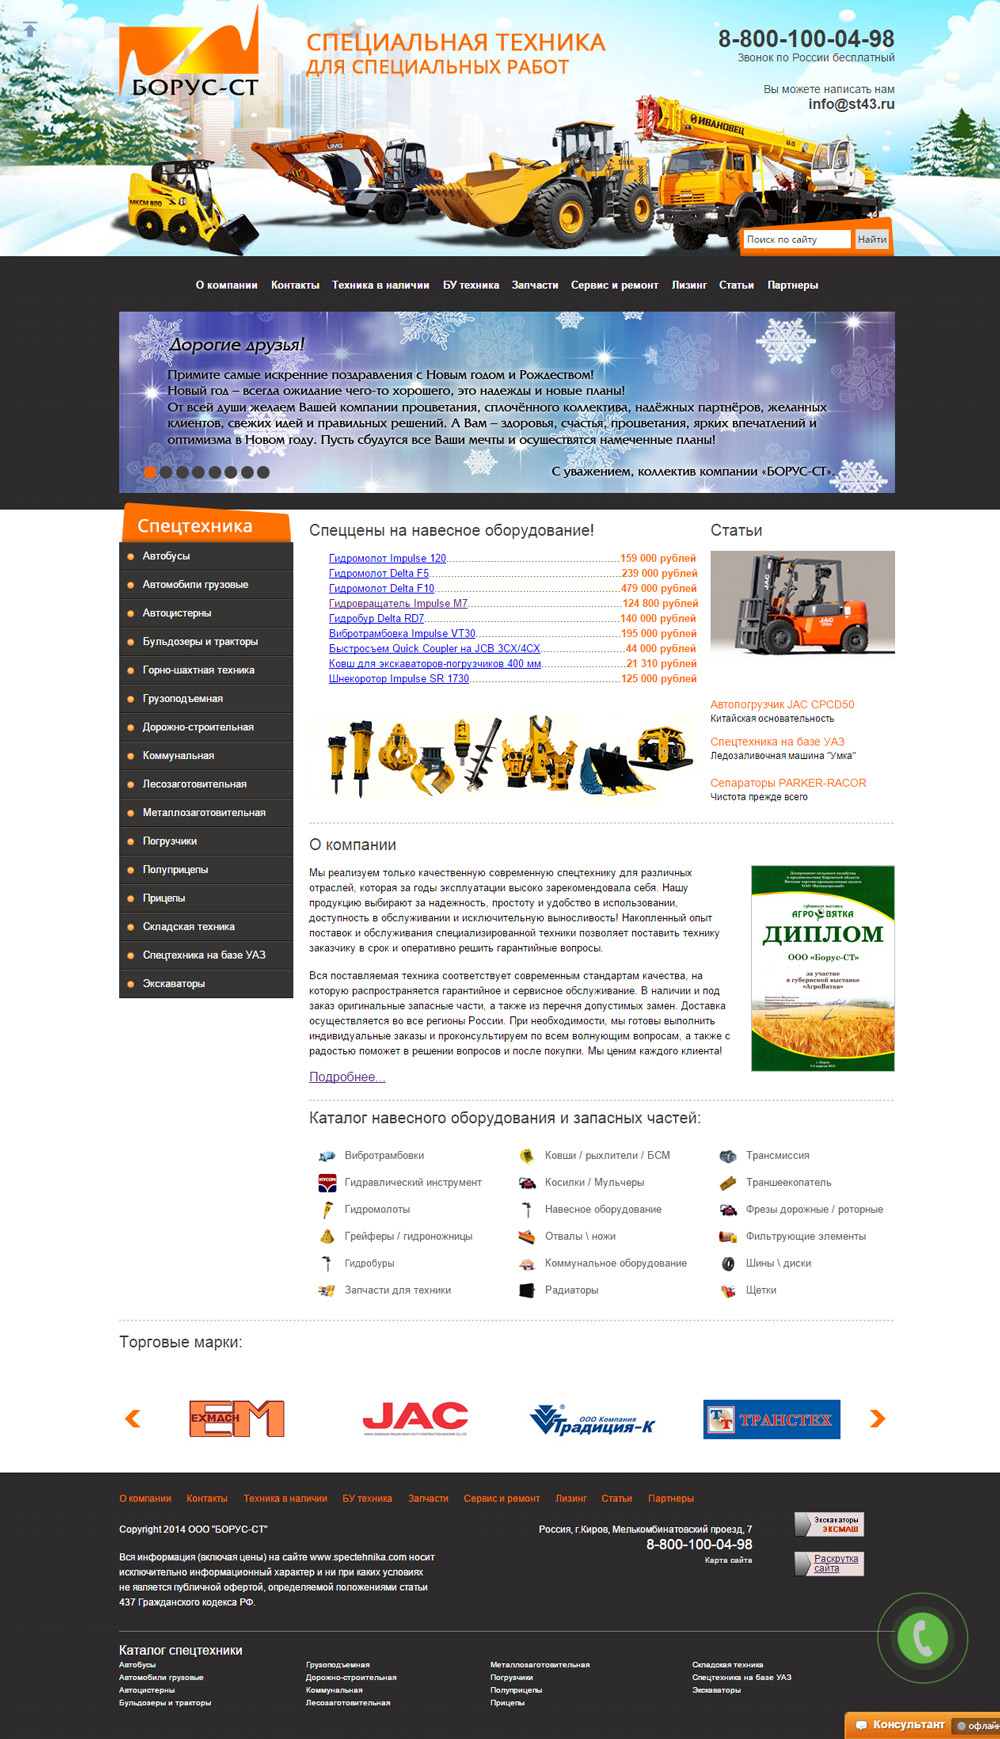 БОРУС-СТ
СПЕЦИАЛЬНАЯ ТЕХНИКА
ДЛЯ СПЕЦИАЛЬНЫХ РАБОТ
8-800-100-04-98
Звонок по России бесплатный
Вы можете написать нам
info@st43.ru
МКСМ 800
UMG
ИВАНОВЕЦ
Поиск по сайту
Найти
О компании Контакты Техника в наличии БУ техника Запчасти Сервис и ремонт Лизинг Статьи Партнеры
Дорогие друзья!
Примите самые искренние поздравления с Новым годом и Рождеством!
Новый год – всегда ожидание чего-то хорошего, это надежды и новые планы!
От всей души желаем Вашей компании процветания, сплочённого коллектива, надёжных партнёров, желанных
клиентов, свежих идей и правильных решений. А Вам – здоровья, счастья, процветания, ярких впечатлений и
оптимизма в Новом году. Пусть сбудутся все Ваши мечты и осуществятся намеченные планы!
С уважением, коллектив компании «БОРУС-СТ».
Спецтехника
Автобусы
Автомобили грузовые
Автоцистерны
Бульдозеры и тракторы
Горно-шахтная техника
Грузоподъемная
Дорожно-строительная
Коммунальная
Лесозаготовительная
Металлозаготовительная
Погрузчики
Полуприцепы
Прицепы
Складская техника
Спецтехника на базе УАЗ
Экскаваторы
Спеццены на навесное оборудование!
Гидромолот Impulse 120 159 000 рублей
Гидромолот Delta F5 239 000 рублей
Гидромолот Delta F10 479 000 рублей
Гидровращатель Impulse M7 124 800 рублей
Гидробур Delta RD7 140 000 рублей
Вибротрамбовка Impulse VT30 195 000 рублей
Быстросъем Quick Coupler на JCB 3CX/4CX 44 000 рублей
Ковш для экскаваторов-погрузчиков 400 мм 21 310 рублей
Шнекоротор Impulse SR 1730 125 000 рублей
Статьи
JAC
Автопогрузчик JAC CPCD50
Китайская основательность
Спецтехника на базе УАЗ
Ледозаливочная машина "Умка"
Сепараторы PARKER-RACOR
Чистота прежде всего
О компании
Мы реализуем только качественную современную спецтехнику для различных
отраслей, которая за годы эксплуатации высоко зарекомендовала себя. Нашу
продукцию выбирают за надежность, простоту и удобство в использовании,
доступность в обслуживании и исключительную выносливость! Накопленный опыт
поставок и обслуживания специализированной техники позволяет поставить технику
заказчику в срок и оперативно решить гарантийные вопросы.
Вся поставляемая техника соответствует современным стандартам качества, на
которую распространяется гарантийное и сервисное обслуживание. В наличии и под
заказ оригинальные запасные части, а также из перечня допустимых замен. Доставка
осуществляется во все регионы России. При необходимости, мы готовы выполнить
индивидуальные заказы и проконсультируем по всем волнующим вопросам, а также с
радостью поможет в решении вопросов и после покупки. Мы ценим каждого клиента!
Подробнее...
губернская выставка
АГРОВЯТКА
ДИПЛОМ
ООО «Борус-СТ»
за участие
в губернской выставке
«АгроВятка»
Каталог навесного оборудования и запасных частей:
Вибротрамбовки
Ковши / рыхлители / БСМ
Трансмиссия
HYCON
Гидравлический инструмент
Косилки / Мульчеры
Траншеекопатель
Гидромолоты
Навесное оборудование
Фрезы дорожные / роторные
Грейферы / гидроножницы
Отвалы \ ножи
Фильтрующие элементы
Гидробуры
Коммунальное оборудование
Шины \ диски
Запчасти для техники
Радиаторы
Щетки
Торговые марки:
EXMACH EM
JAC
ООО Компания
Традиция-К
ТТ ТРАНСТЕХ
О компании Контакты Техника в наличии БУ техника Запчасти Сервис и ремонт Лизинг Статьи Партнеры
Copyright 2014 ООО "БОРУС-СТ"
Вся информация (включая цены) на сайте www.spectehnika.com носит
исключительно информационный характер и ни при каких условиях
не является публичной офертой, определяемой положениями статьи
437 Гражданского кодекса РФ.
Россия, г.Киров, Мелькомбинатовский проезд, 7
8-800-100-04-98
Карта сайта
Экскаваторы
ЭКСМАШ
Раскрутка
сайта
Каталог спецтехники
Автобусы Грузоподъемная Металлозаготовительная Складская техника
Автомобили грузовые Дорожно-строительная Погрузчики Спецтехника на базе УАЗ
Автоцистерны Коммунальная Полуприцепы Экскаваторы
Бульдозеры и тракторы Лесозаготовительная Прицепы
Консультант офлайн